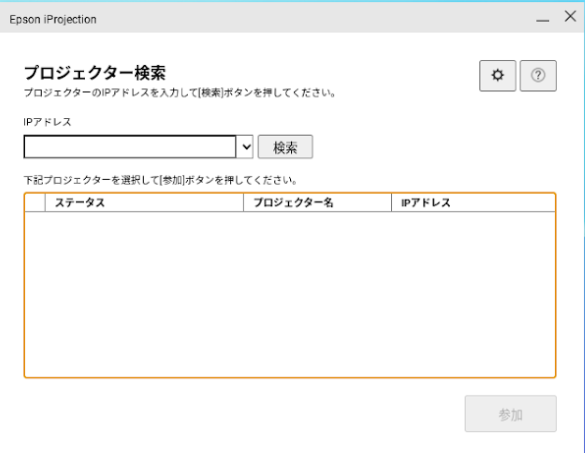 Epson iProjection
プロジェクター検索
プロジェクターのIPアドレスを入力して[検索]ボタンを押してください。
IPアドレス
検索
下記プロジェクターを選択して[参加]ボタンを押してください。
ステータス プロジェクター名 IPアドレス
参加